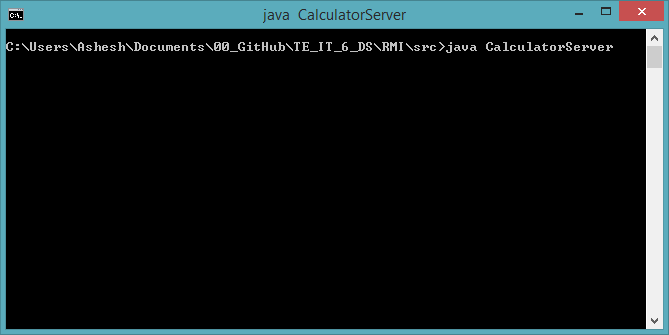 java CalculatorServer
C:\Users\Ashesh\Documents\00_GitHub\TE_IT_6_DS\RMI\src>java CalculatorServer